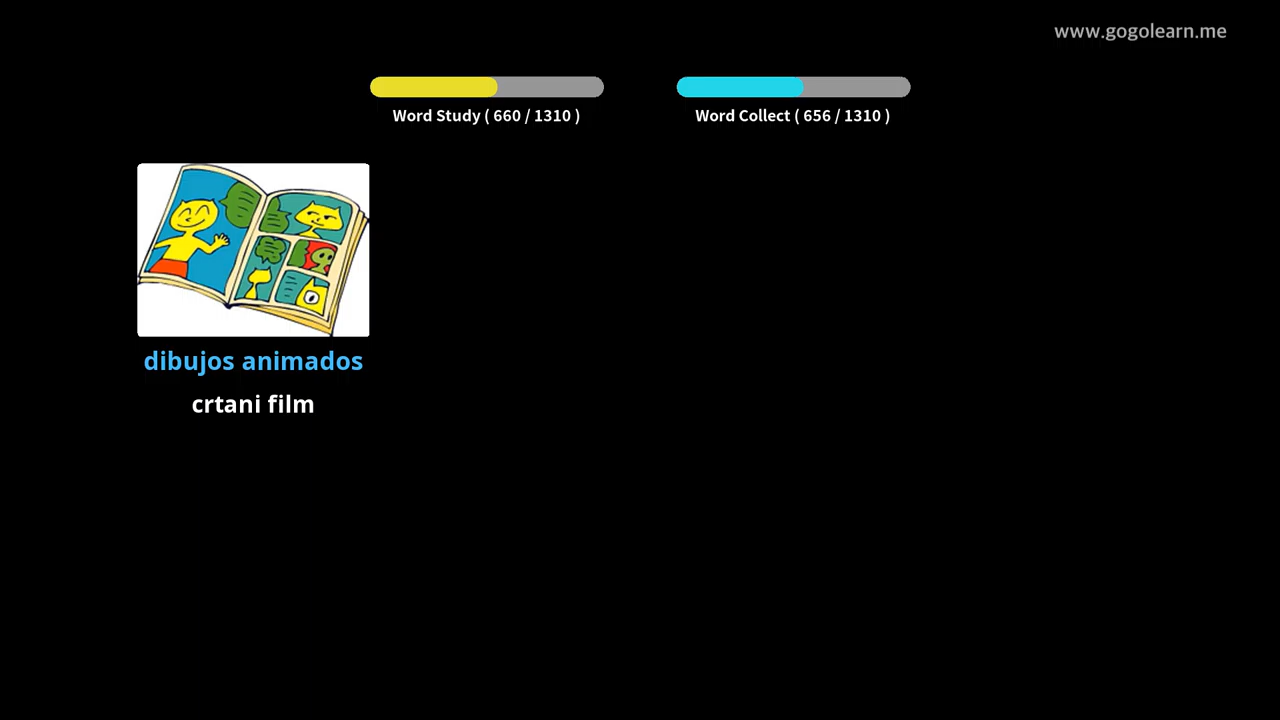 www.gogolearn.me
Word Study ( 660 / 1310 )
Word Collect ( 656 / 1310 )
dibujos animados
crtani film